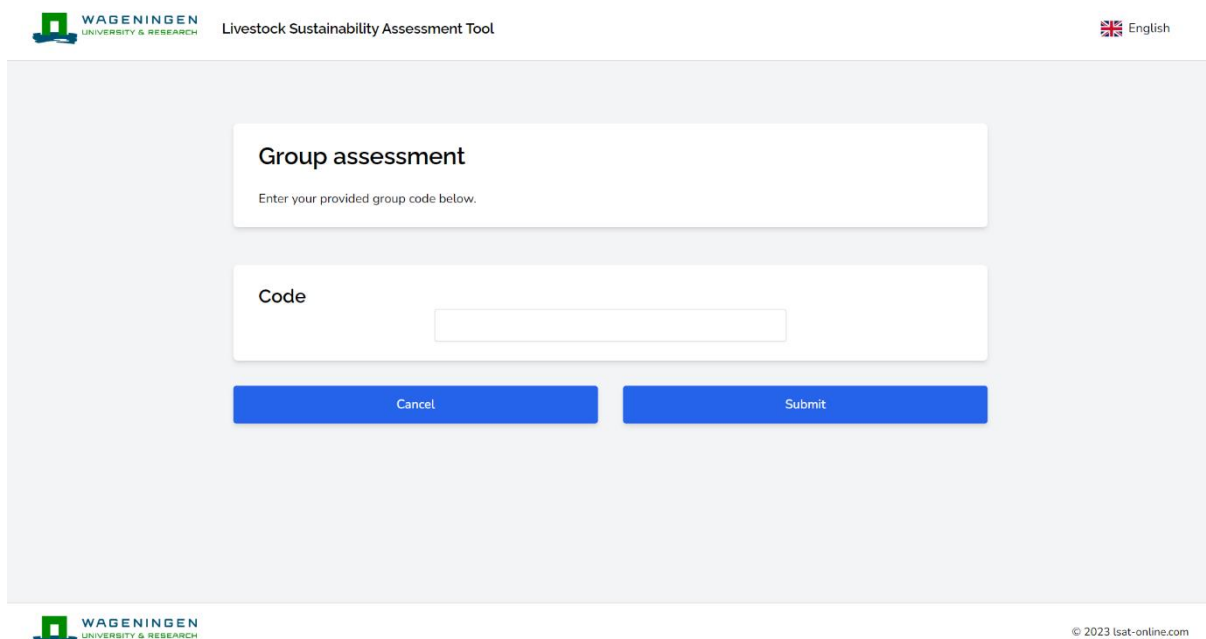 WAGENINGEN
UNIVERSITY & RESEARCH
Livestock Sustainability Assessment Tool
English
Group assessment
Enter your provided group code below.
Code
Cancel
Submit
WAGENINGEN
UNIVERSITY & RESEARCH
© 2023 lsat-online.com